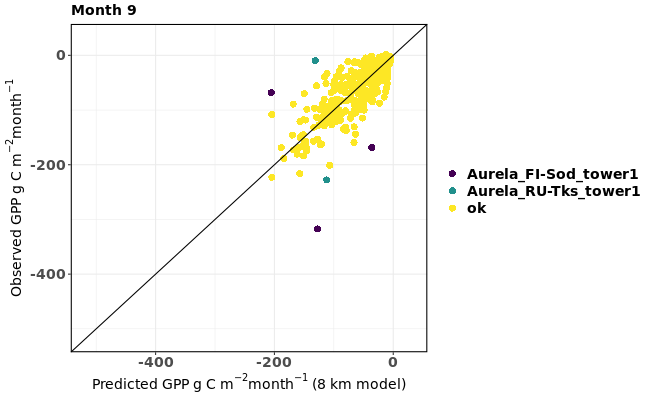 Month 9
Observed GPP g C m⁻²month⁻¹
0
-200
-400
-400
-200
0
Predicted GPP g C m⁻²month⁻¹ (8 km model)
Aurela_FI-Sod_tower1
Aurela_RU-Tks_tower1
ok